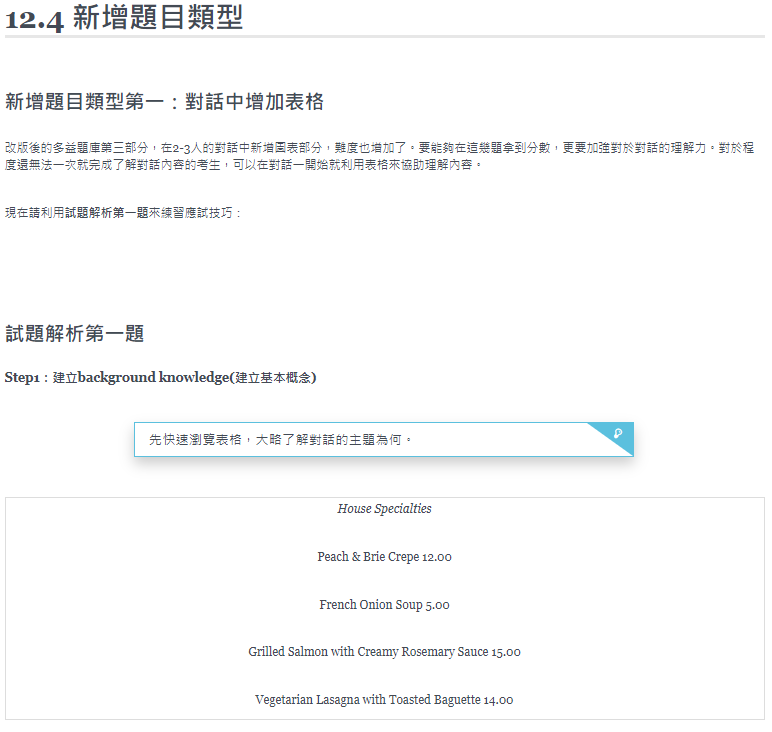 12.4 新增題目類型
新增題目類型第一：對話中增加表格
改版後的多益題庫第三部分，在2-3人的對話中新增圖表部分，難度也增加了。要能夠在這幾題拿到分數，更要加強對於對話的理解力。對於程
度還無法一次就完成了解對話內容的考生，可以在對話一開始就利用表格來協助理解內容。
現在請利用試題解析第一題來練習應試技巧：
試題解析第一題
Step1：建立background knowledge(建立基本概念)
先快速瀏覽表格，大略了解對話的主題為何。
House Specialties
Peach & Brie Crepe 12.00
French Onion Soup 5.00
Grilled Salmon with Creamy Rosemary Sauce 15.00
Vegetarian Lasagna with Toasted Baguette 14.00